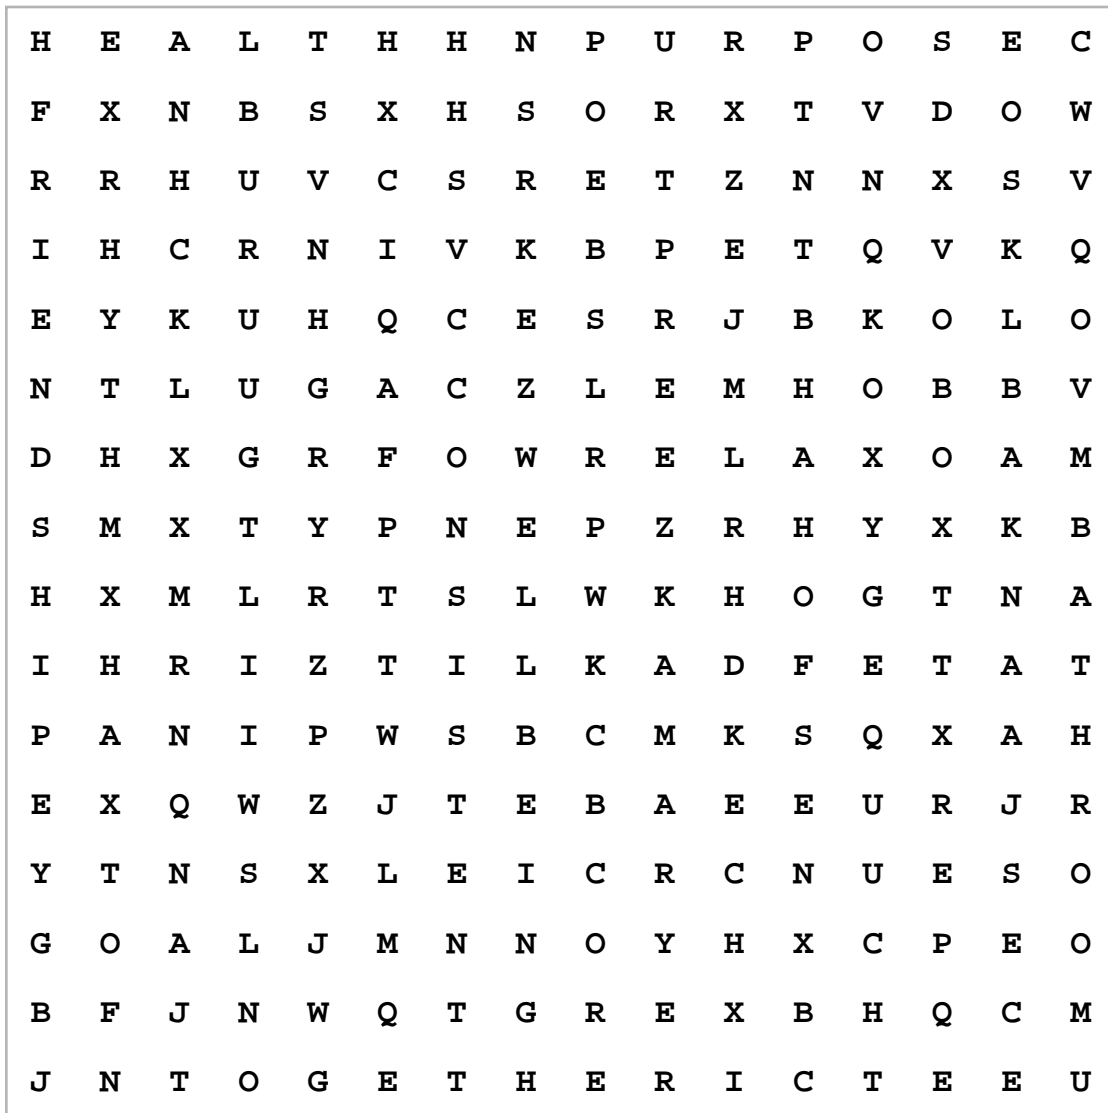 H E A L T H H N P U R P O S E C
F X N B S X H S O R X T V D O W
R R H U V C S R E T Z N N X S V
I H C R N I V K B P E T Q V K Q
E Y K U H Q C E S R J B K O L O
N T L U G A C Z L E M H O B B V
D H X G R F O W R E L A X O A M
S M X T Y P N E P Z R H Y X K B
H X M L R T S L W K H O G T N A
I H R I Z T I L K A D F E T A T
P A N I P W S B C M K S Q X A H
E X Q W Z J T E B A E E U R J R
Y T N S X L E I C R C N U E S O
G O A L J M N N O Y H X C P E O
B F J N W Q T G R E X B H Q C M
J N T O G E T H E R I C T E E U